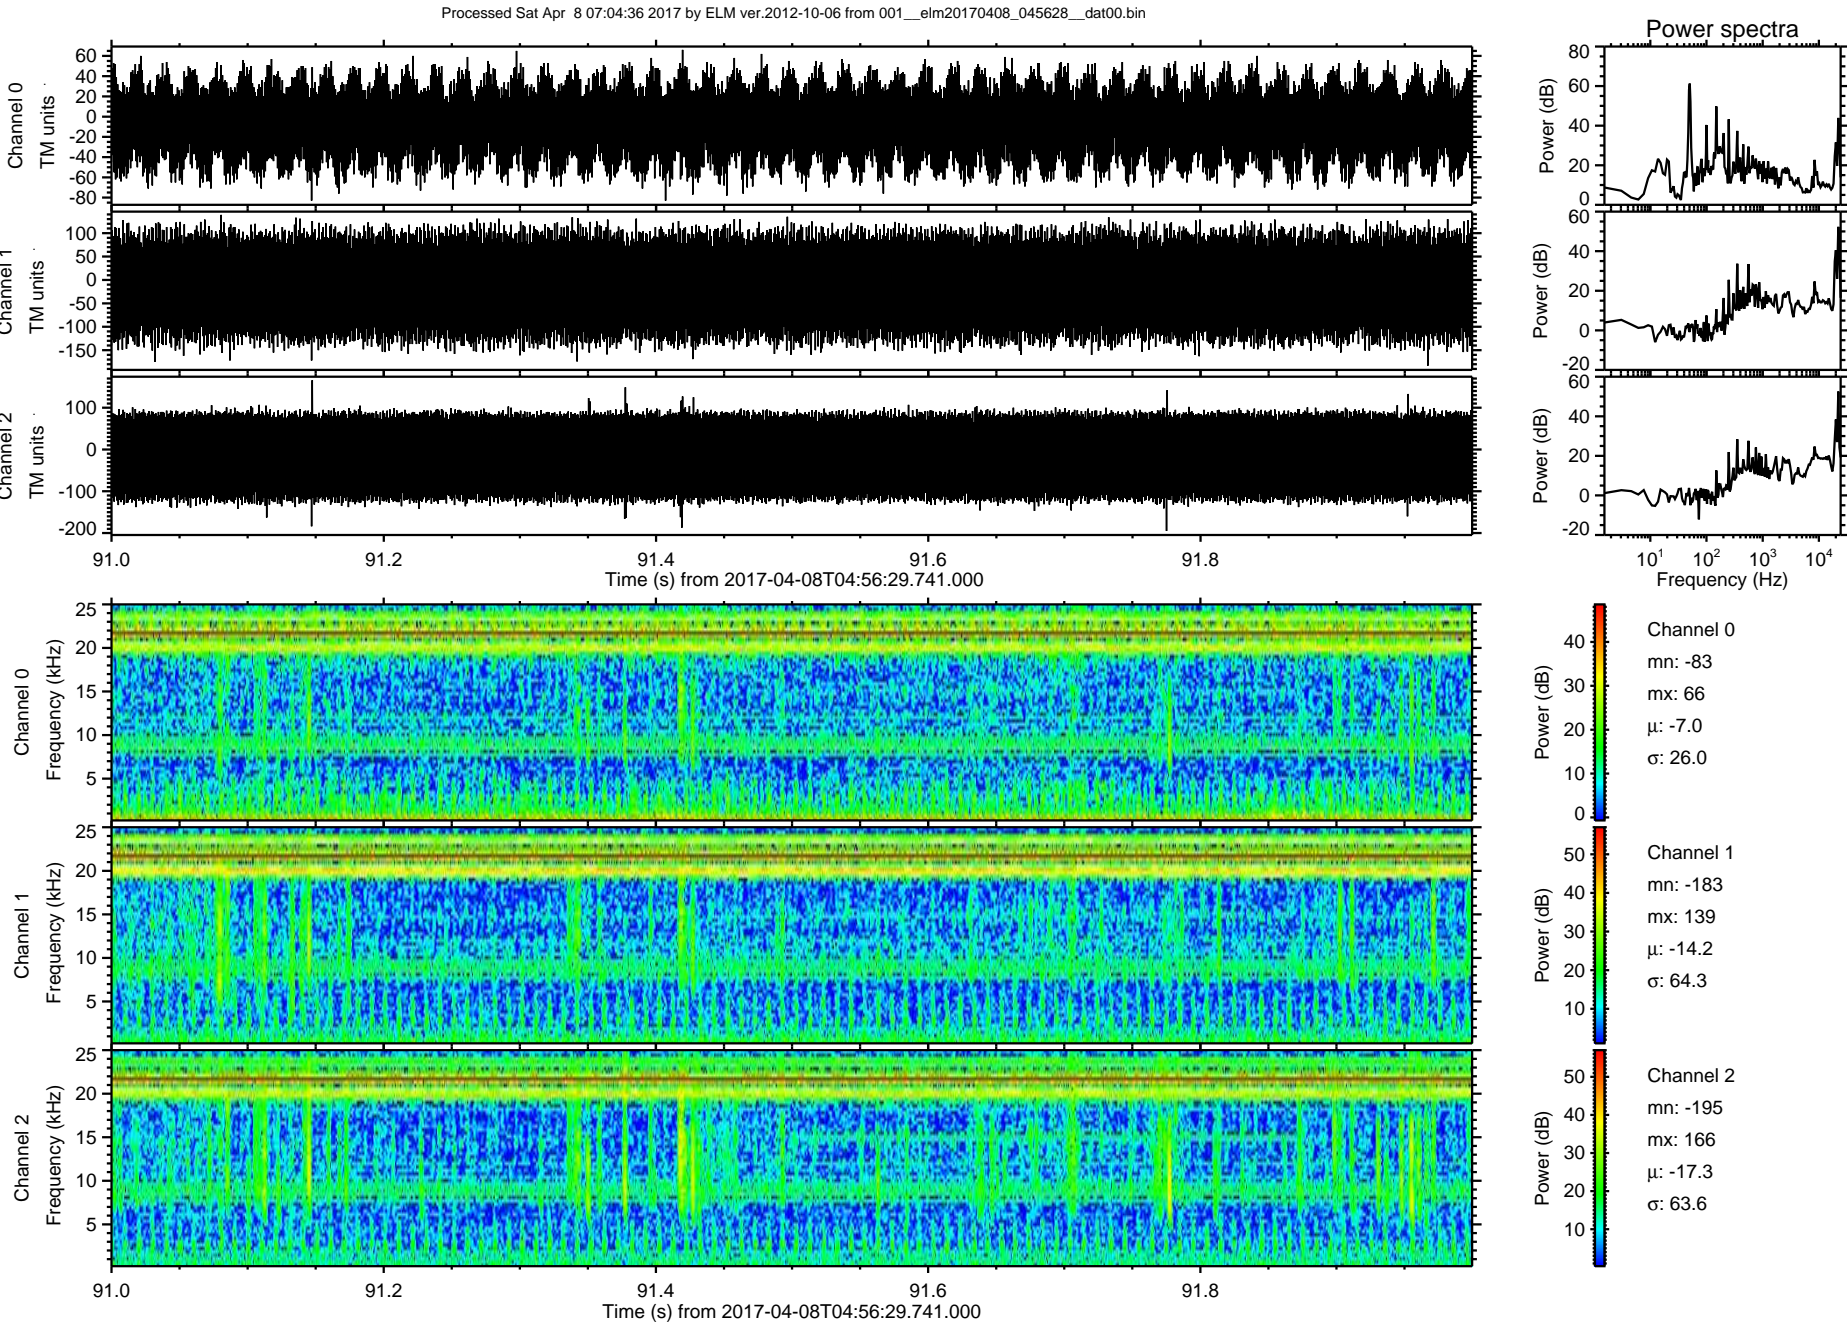 Processed Sat Apr  8 07:04:36 2017 by ELM ver.2012-10-06 from 001__elm20170408_045628__dat00.bin
Power spectra
Channel 0
TM units
60
40
20
0
-20
-40
-60
-80
Power (dB)
80
60
40
20
0
Channel 1
TM units
100
50
0
-50
-100
-150
Power (dB)
60
40
20
0
-20
Channel 2
TM units
100
0
-100
-200
Power (dB)
60
40
20
0
-20
91.0 91.2 91.4 91.6 91.8
Time (s) from 2017-04-08T04:56:29.741.000
10¹ 10² 10³ 10⁴
Frequency (Hz)
Channel 0
Frequency (kHz)
25
20
15
10
5
Power (dB)
40
30
20
10
0
Channel 0
mn: -83
mx: 66
μ: -7.0
σ: 26.0
Channel 1
Frequency (kHz)
25
20
15
10
5
Power (dB)
50
40
30
20
10
Channel 1
mn: -183
mx: 139
μ: -14.2
σ: 64.3
Channel 2
Frequency (kHz)
25
20
15
10
5
Power (dB)
50
40
30
20
10
Channel 2
mn: -195
mx: 166
μ: -17.3
σ: 63.6
91.0 91.2 91.4 91.6 91.8
Time (s) from 2017-04-08T04:56:29.741.000